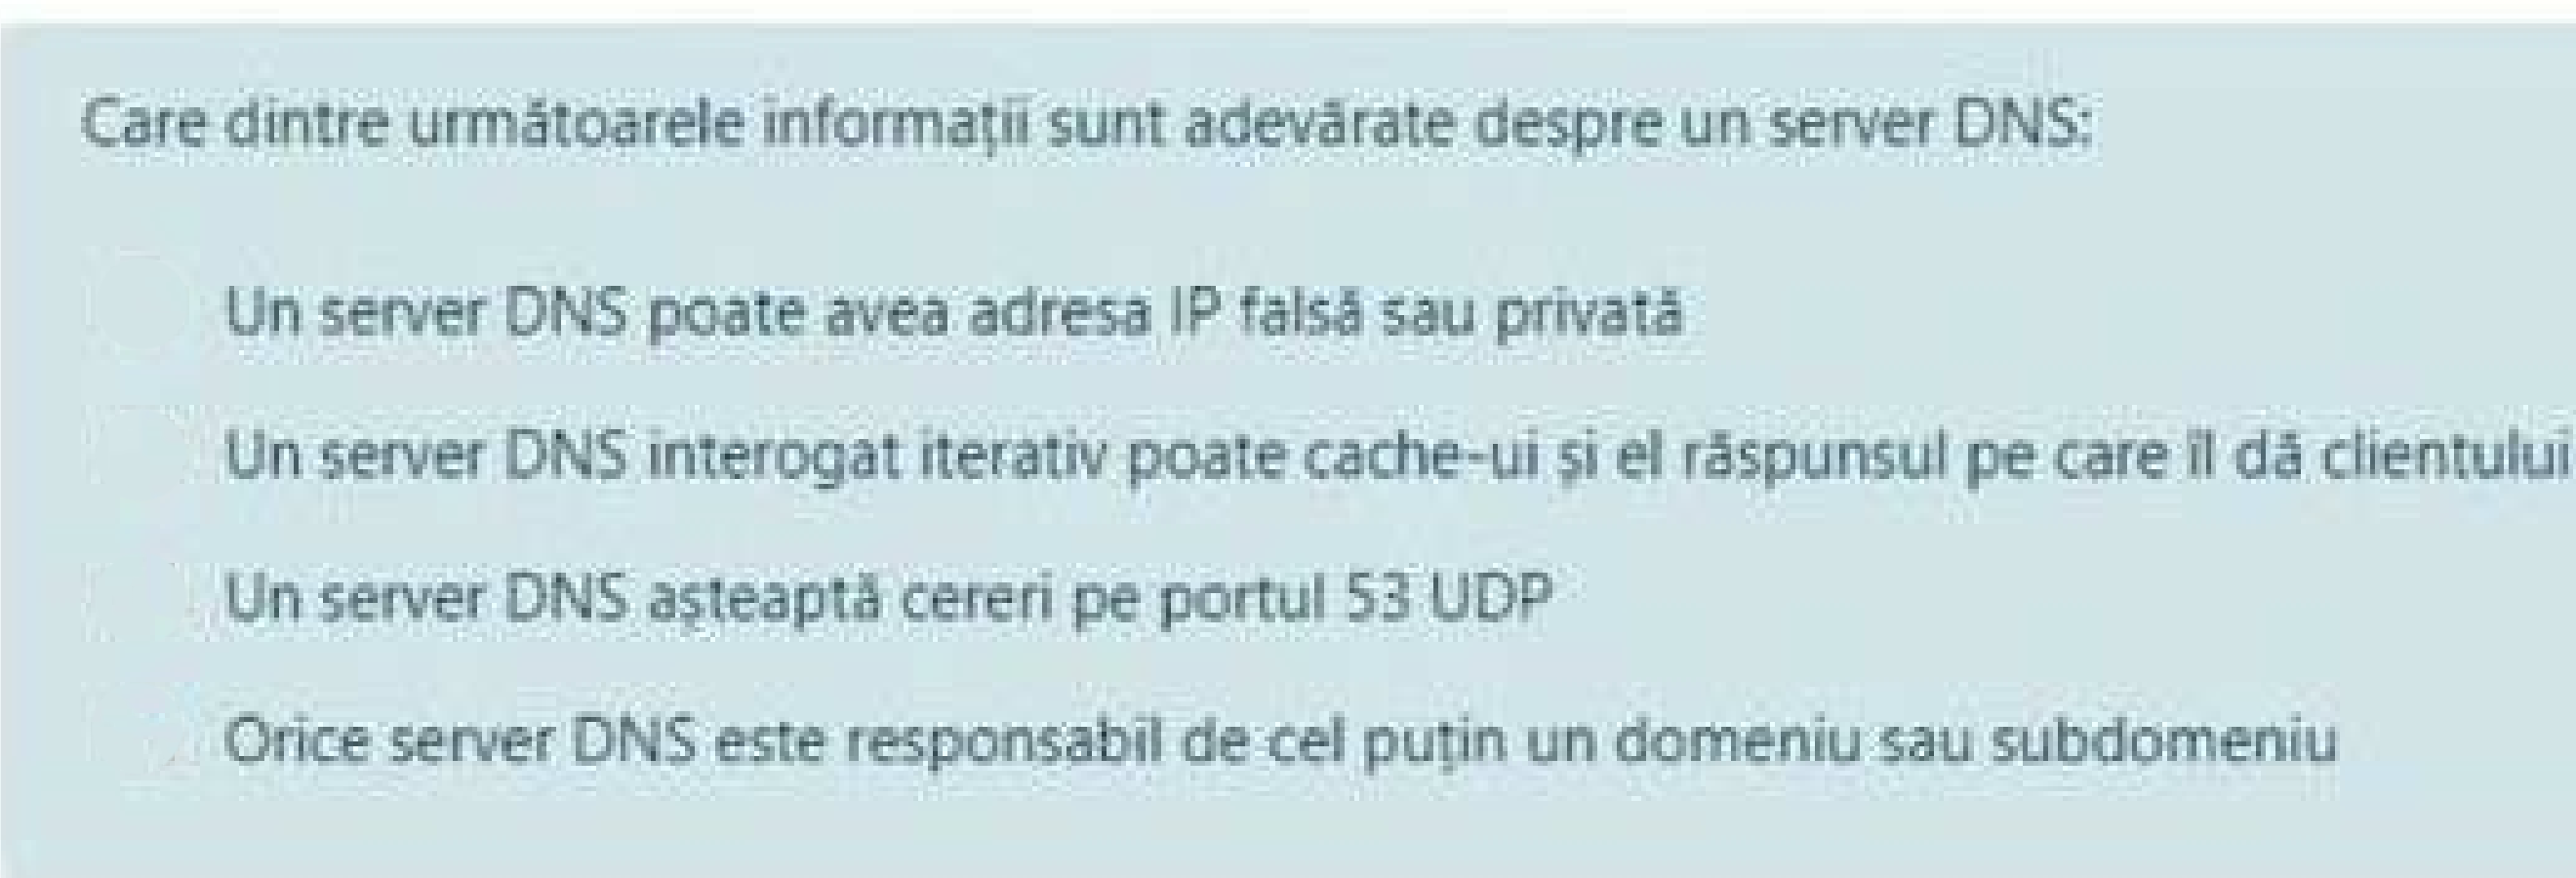 Care dintre următoarele informații sunt adevărate despre un server DNS:
Un server DNS poate avea adresa IP falsă sau privată
Un server DNS interogat iterativ poate cache-ui și el răspunsul pe care îl dă clientului
Un server DNS așteaptă cereri pe portul 53 UDP
Orice server DNS este responsabil de cel puțin un domeniu sau subdomeniu